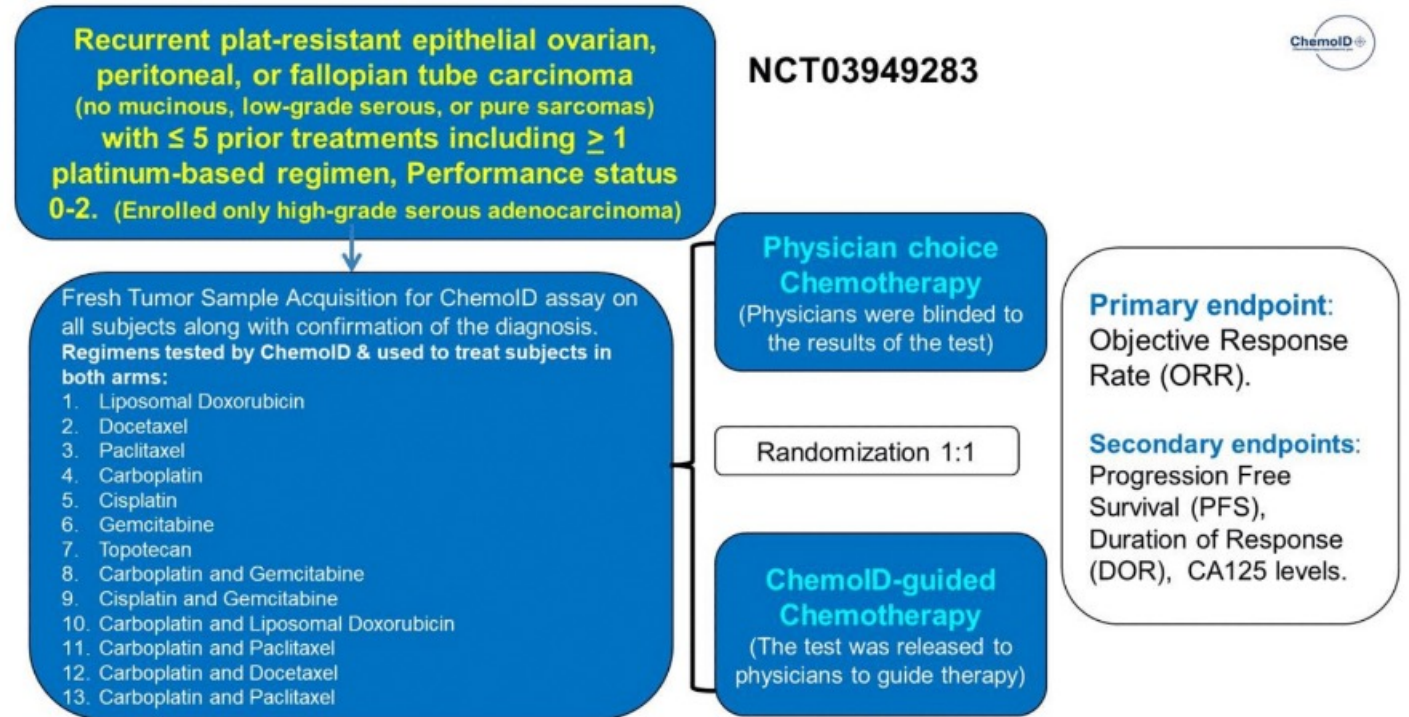 Recurrent plat-resistant epithelial ovarian,
peritoneal, or fallopian tube carcinoma
(no mucinous, low-grade serous, or pure sarcomas)
with ≤ 5 prior treatments including ≥ 1
platinum-based regimen, Performance status
0-2. (Enrolled only high-grade serous adenocarcinoma)
NCT03949283
ChemoID
Fresh Tumor Sample Acquisition for ChemoID assay on
all subjects along with confirmation of the diagnosis.
Regimens tested by ChemoID & used to treat subjects in
both arms:
1. Liposomal Doxorubicin
2. Docetaxel
3. Paclitaxel
4. Carboplatin
5. Cisplatin
6. Gemcitabine
7. Topotecan
8. Carboplatin and Gemcitabine
9. Cisplatin and Gemcitabine
10. Carboplatin and Liposomal Doxorubicin
11. Carboplatin and Paclitaxel
12. Carboplatin and Docetaxel
13. Carboplatin and Paclitaxel
Physician choice
Chemotherapy
(Physicians were blinded to
the results of the test)
Randomization 1:1
ChemoID-guided
Chemotherapy
(The test was released to
physicians to guide therapy)
Primary endpoint:
Objective Response
Rate (ORR).
Secondary endpoints:
Progression Free
Survival (PFS),
Duration of Response
(DOR), CA125 levels.